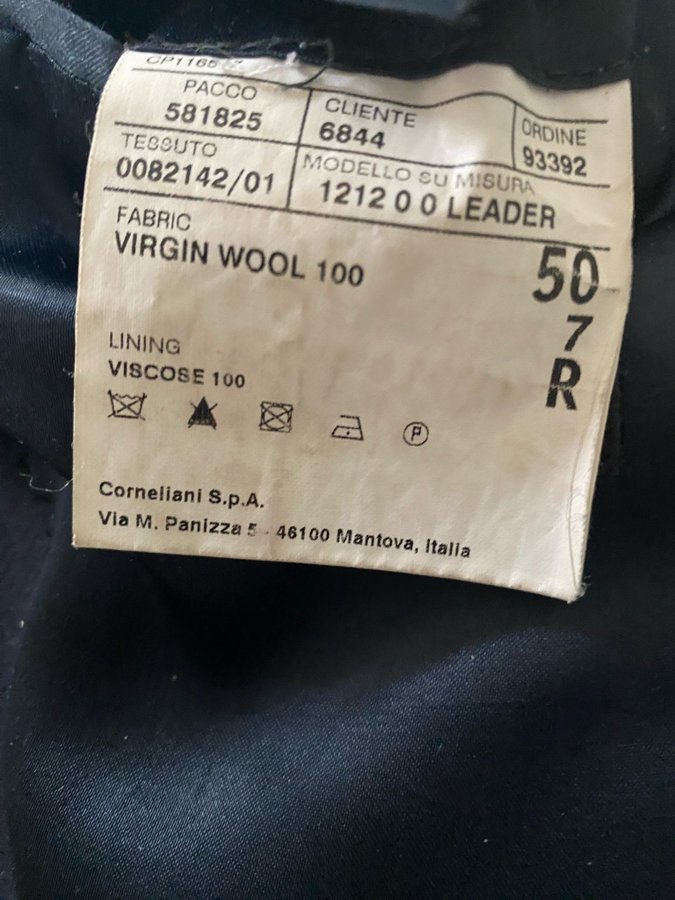 PACCO
581825
CLIENTE
6844
ORDINE
93392
TESSUTO
0082142/01
MODELLO SU MISURA
1212 0 0 LEADER
FABRIC
VIRGIN WOOL 100
50
7
R
LINING
VISCOSE 100
P
Corneliani S.p.A.
Via M. Panizza 5 - 46100 Mantova, Italia